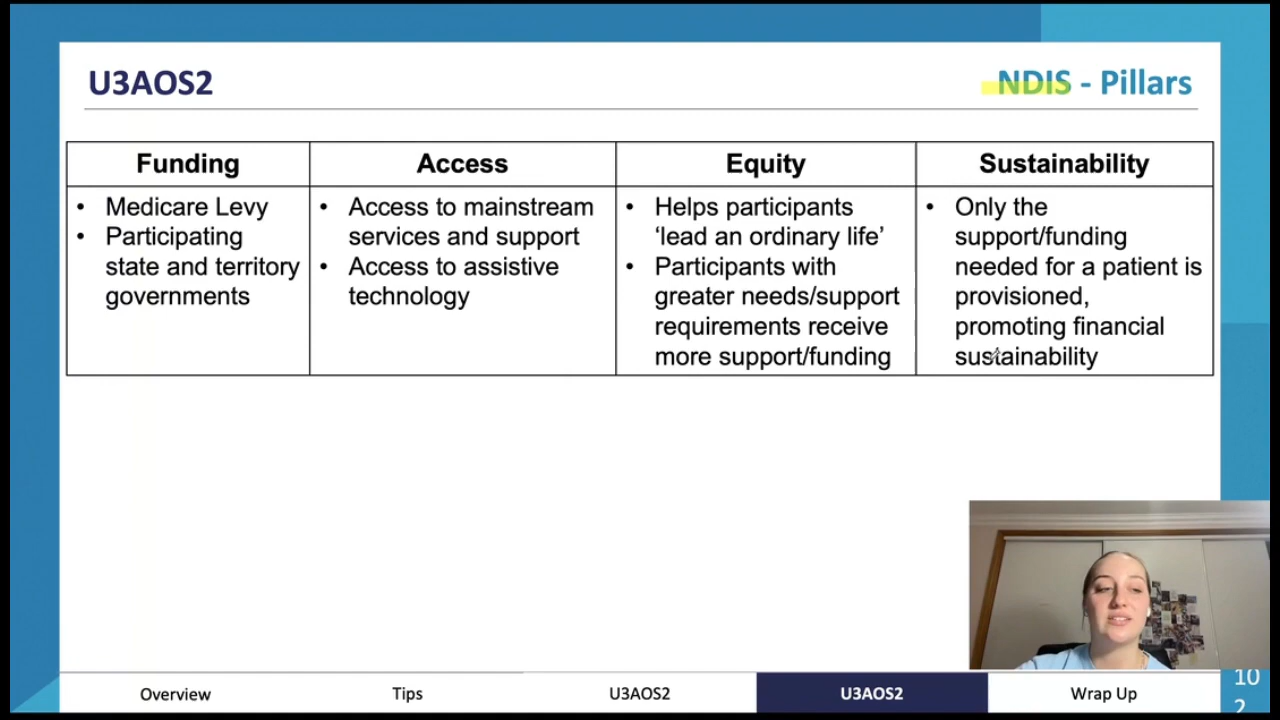 U3AOS2
NDIS - Pillars
Funding
Access
Equity
Sustainability
• Medicare Levy
• Participating
state and territory
governments
• Access to mainstream
services and support
• Access to assistive
technology
• Helps participants
‘lead an ordinary life’
• Participants with
greater needs/support
requirements receive
more support/funding
• Only the
support/funding
needed for a patient is
provisioned,
promoting financial
sustainability
Overview
Tips
U3AOS2
U3AOS2
Wrap Up
10
2